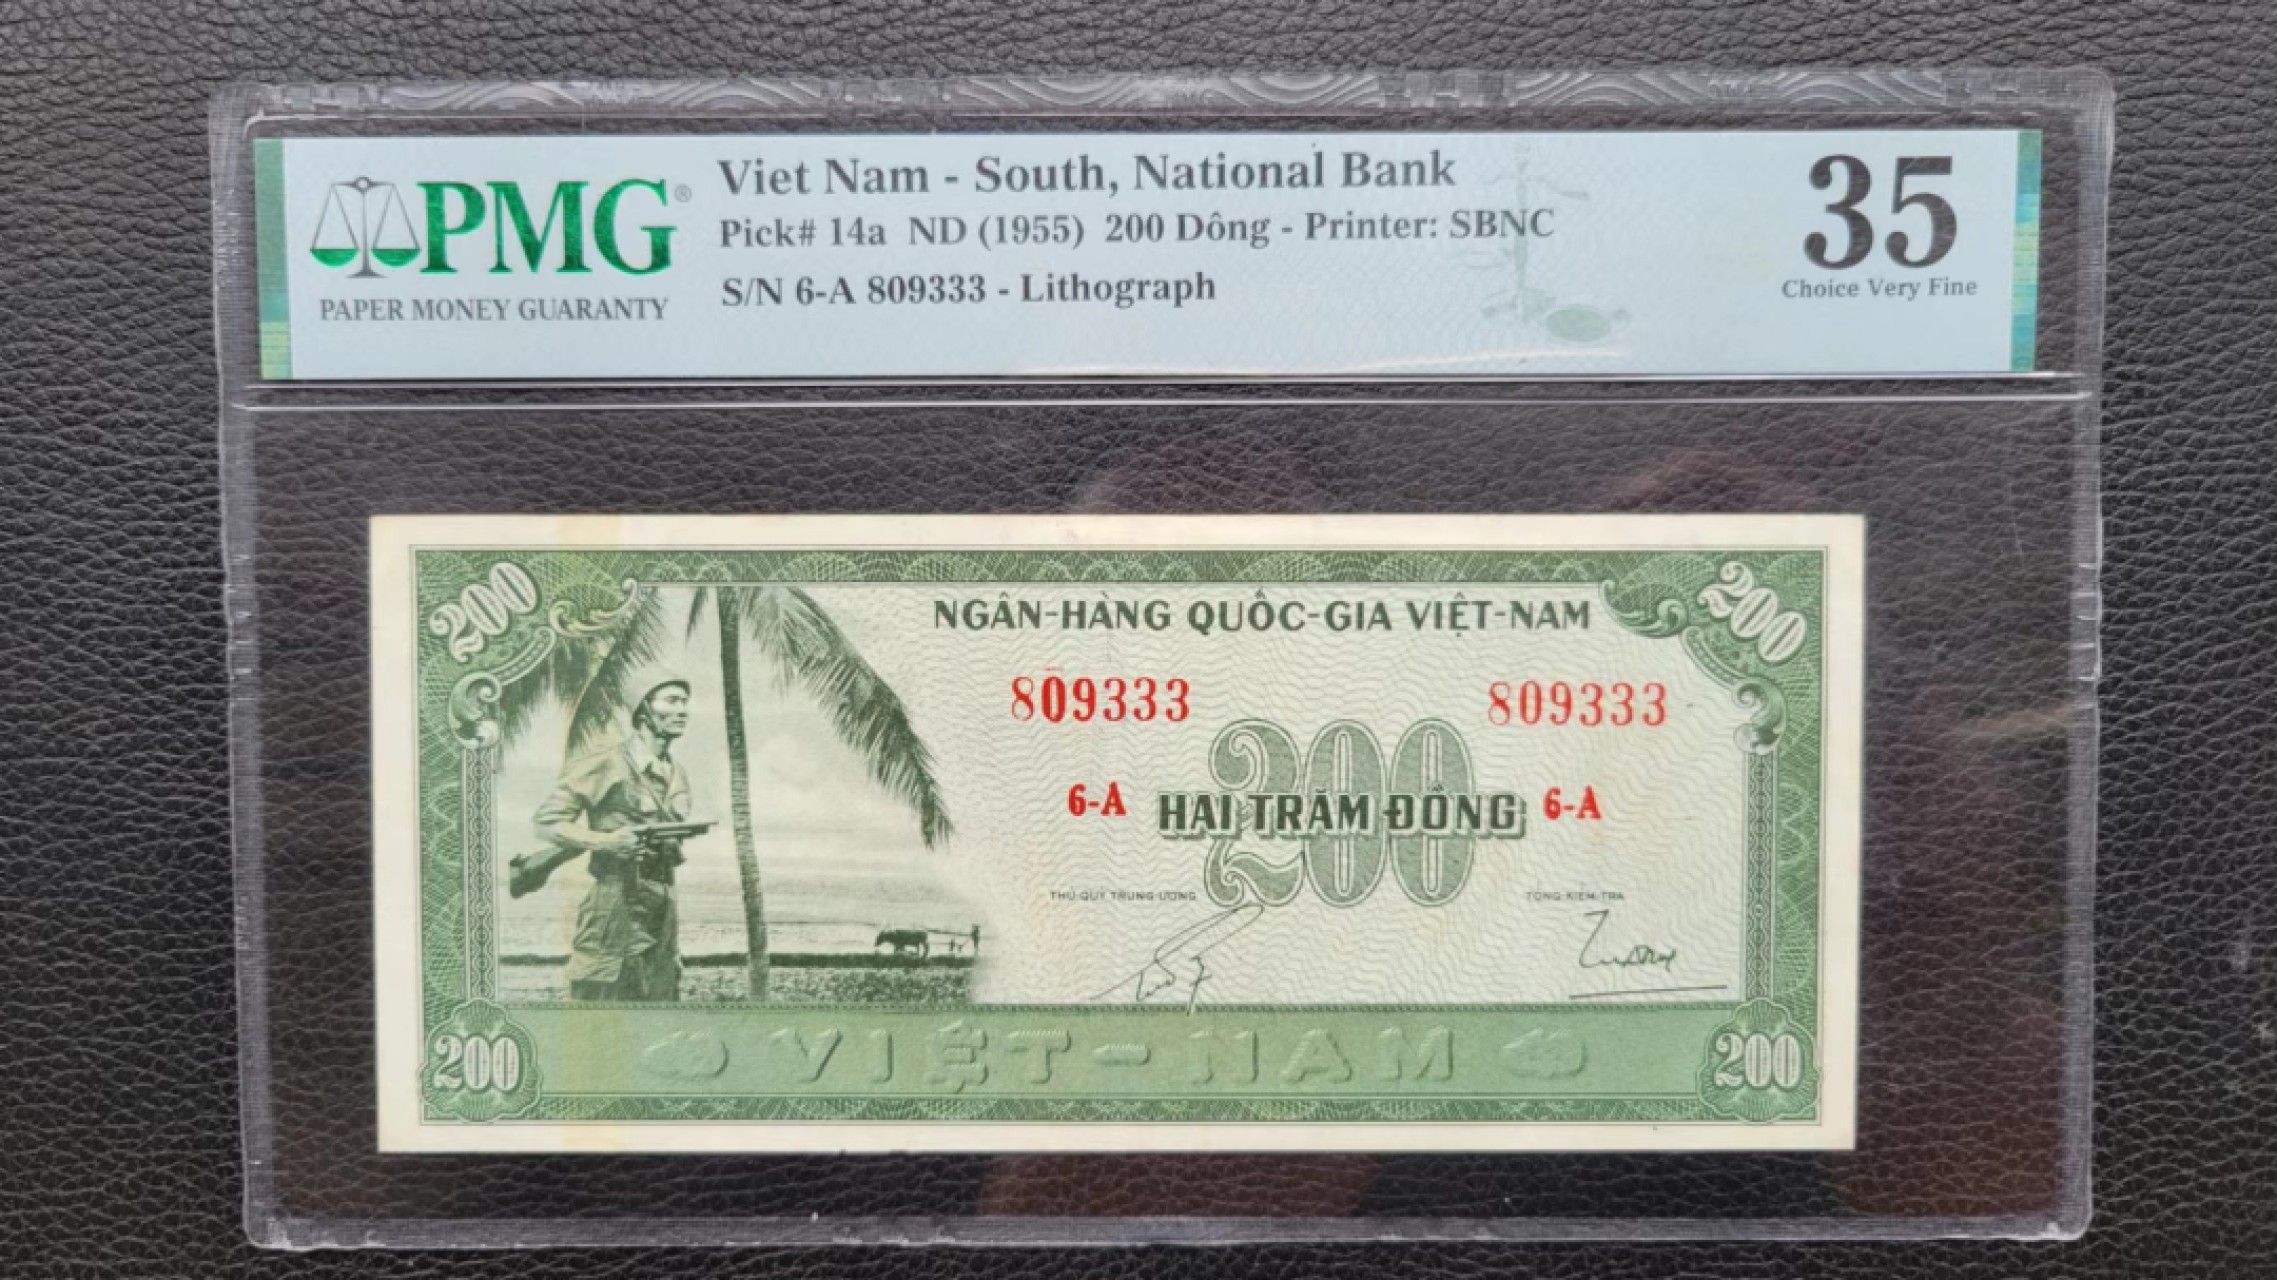 PMG®
PAPER MONEY GUARANTY
Viet Nam - South, National Bank
Pick# 14a ND (1955) 200 Dông - Printer: SBNC
S/N 6-A 809333 - Lithograph
35
Choice Very Fine
200
NGÂN-HÀNG QUỐC-GIA VIỆT-NAM
200
809333
809333
200
6-A
HAI TRĂM ĐỒNG
6-A
THỦ-QUỸ TRUNG-ƯƠNG
TỔNG-KIỂM-TRA
200
VIỆT-NAM
200